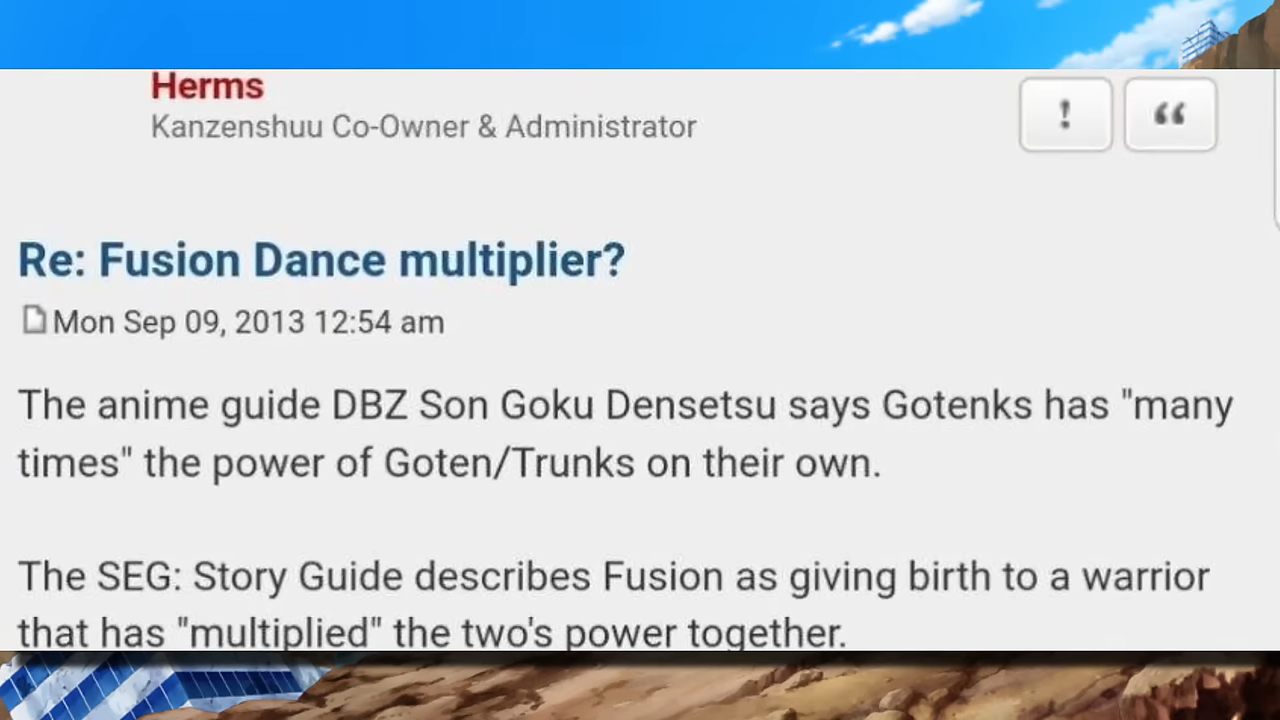 Herms
Kanzenshuu Co-Owner & Administrator
Re: Fusion Dance multiplier?
Mon Sep 09, 2013 12:54 am
The anime guide DBZ Son Goku Densetsu says Gotenks has "many
times" the power of Goten/Trunks on their own.
The SEG: Story Guide describes Fusion as giving birth to a warrior
that has "multiplied" the two's power together.